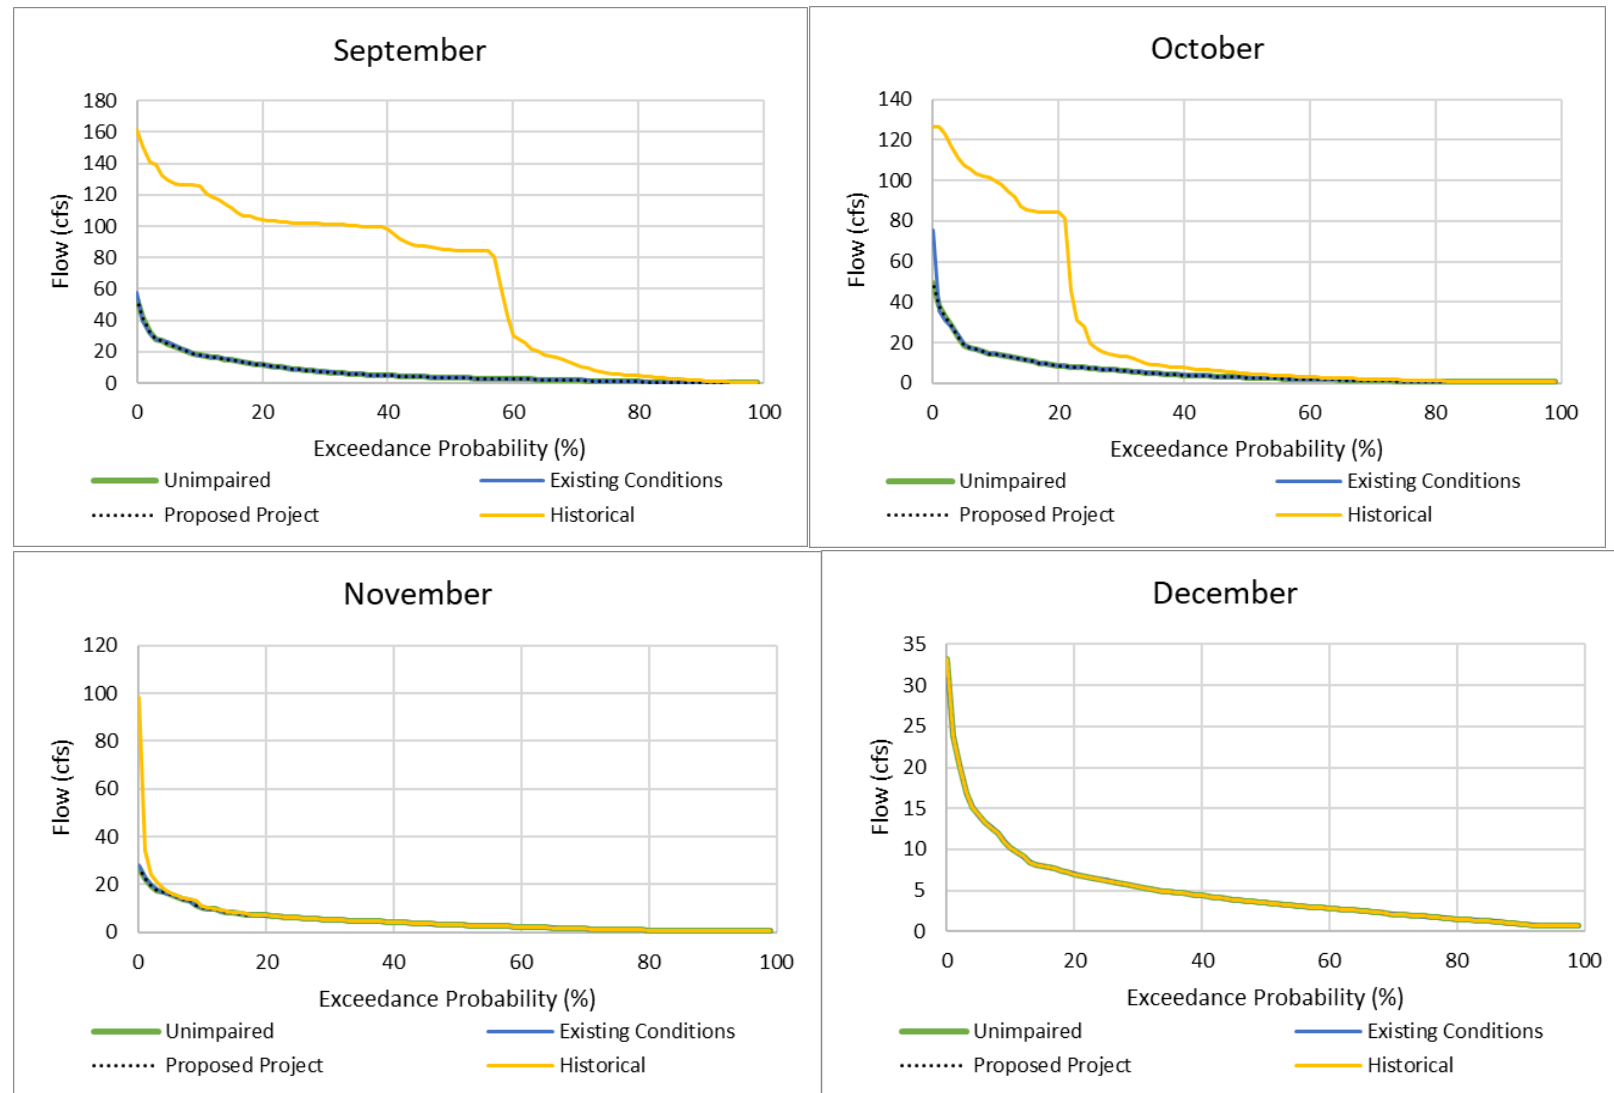 September
180
160
140
120
100
80
60
40
20
0
Flow (cfs)
0 20 40 60 80 100
Exceedance Probability (%)
Unimpaired Existing Conditions
Proposed Project Historical
October
140
120
100
80
60
40
20
0
Flow (cfs)
0 20 40 60 80 100
Exceedance Probability (%)
Unimpaired Existing Conditions
Proposed Project Historical
November
120
100
80
60
40
20
0
Flow (cfs)
0 20 40 60 80 100
Exceedance Probability (%)
Unimpaired Existing Conditions
Proposed Project Historical
December
35
30
25
20
15
10
5
0
Flow (cfs)
0 20 40 60 80 100
Exceedance Probability (%)
Unimpaired Existing Conditions
Proposed Project Historical